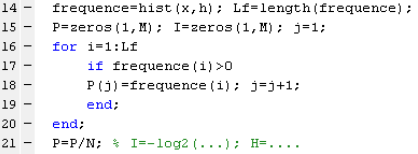 14 - frequence=hist(x,h); Lf=length(frequence);
15 - P=zeros(1,M); I=zeros(1,M); j=1;
16 - for i=1:Lf
17 - if frequence(i)>0
18 - P(j)=frequence(i); j=j+1;
19 - end;
20 - end;
21 - P=P/N; % I=-log2(...); H=....